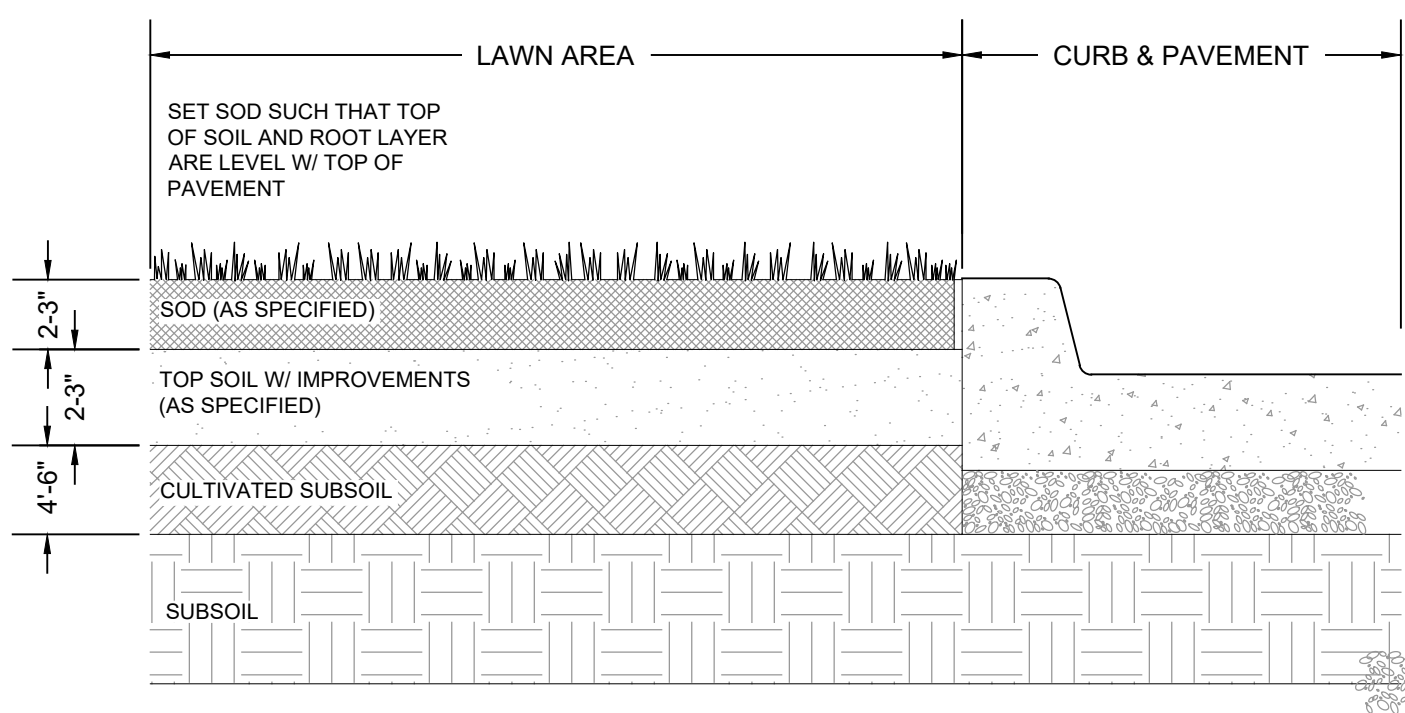 LAWN AREA
CURB & PAVEMENT
SET SOD SUCH THAT TOP
OF SOIL AND ROOT LAYER
ARE LEVEL W/ TOP OF
PAVEMENT
2-3"
SOD (AS SPECIFIED)
2-3"
TOP SOIL W/ IMPROVEMENTS
(AS SPECIFIED)
4'-6"
CULTIVATED SUBSOIL
SUBSOIL